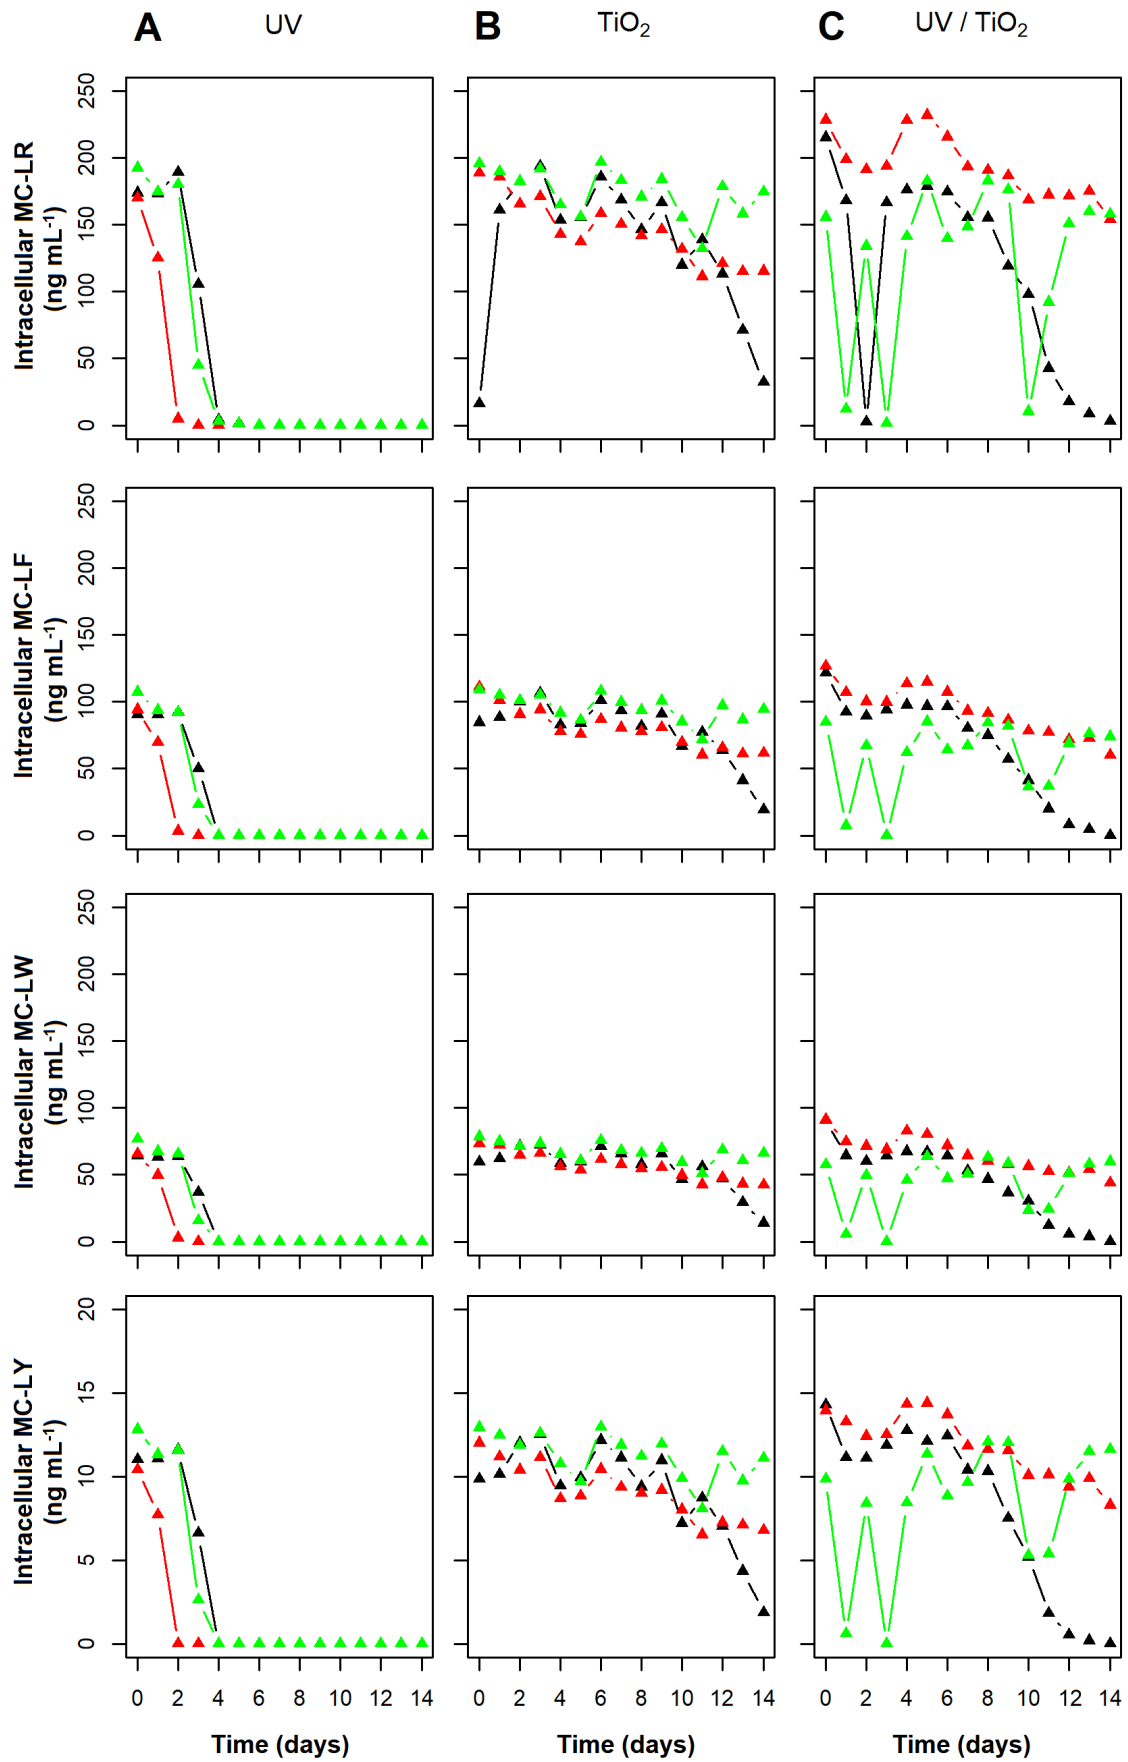 A UV B TiO₂ C UV / TiO₂
Intracellular MC-LR
(ng mL⁻¹)
250
200
150
100
50
0
Intracellular MC-LF
(ng mL⁻¹)
250
200
150
100
50
0
Intracellular MC-LW
(ng mL⁻¹)
250
200
150
100
50
0
Intracellular MC-LY
(ng mL⁻¹)
20
15
10
5
0
0 2 4 6 8 10 12 14 0 2 4 6 8 10 12 14 0 2 4 6 8 10 12 14
Time (days) Time (days) Time (days)